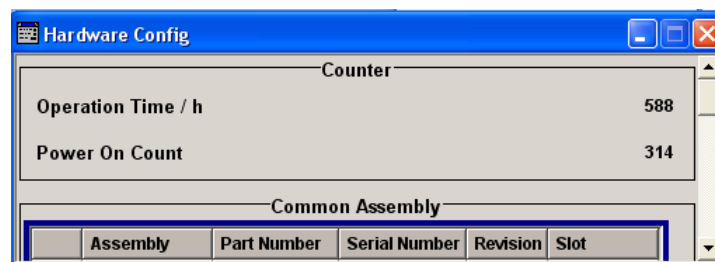 Hardware Config
Counter
Operation Time / h 588
Power On Count 314
Common Assembly
Assembly Part Number Serial Number Revision Slot